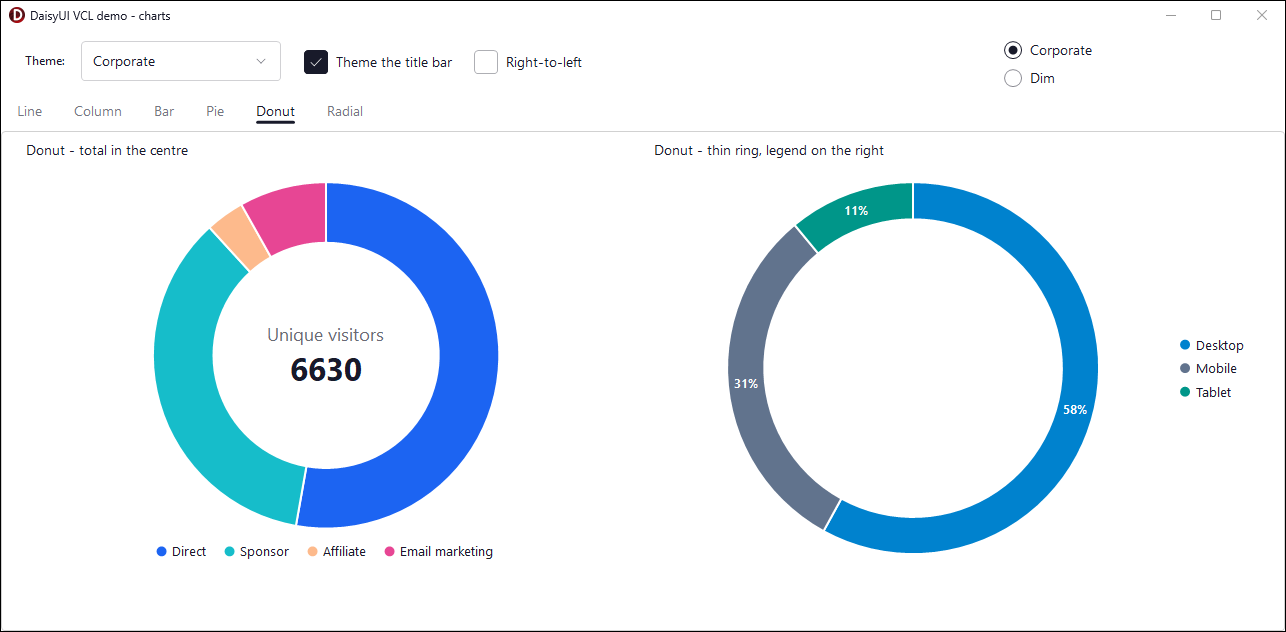 DaisyUI VCL demo - charts
Theme: Corporate Theme the title bar Right-to-left
Corporate
Dim
Line Column Bar Pie Donut Radial
Donut - total in the centre
Unique visitors
6630
Direct Sponsor Affiliate Email marketing
Donut - thin ring, legend on the right
11%
31%
58%
Desktop
Mobile
Tablet